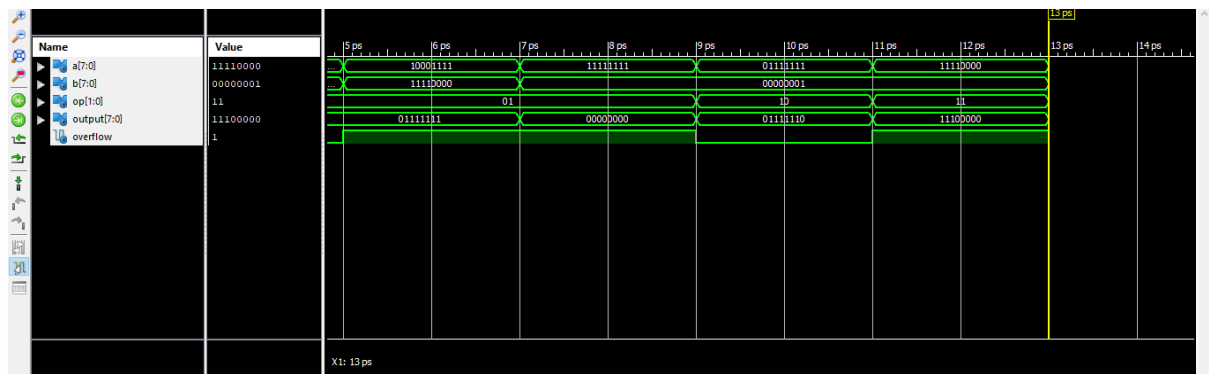 13 ps
Name Value 5 ps 6 ps 7 ps 8 ps 9 ps 10 ps 11 ps 12 ps 13 ps 14 ps
a[7:0] 11110000 ... 10001111 11111111 01111111 11110000
b[7:0] 00000001 ... 11110000 00000001
op[1:0] 11 01 10 11
output[7:0] 11100000 01111111 00000000 01111110 11100000
overflow 1
X1: 13 ps